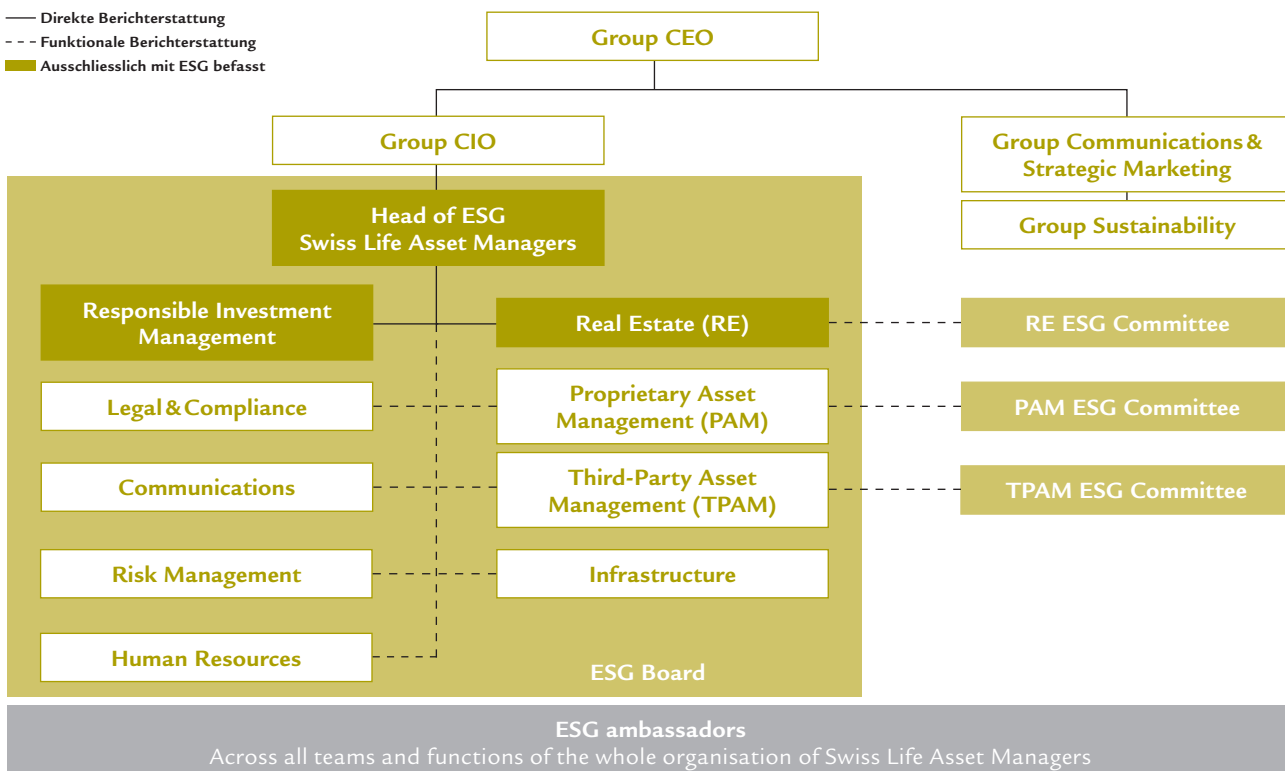 Direkte Berichterstattung
Funktionale Berichterstattung
Ausschliesslich mit ESG befasst
Group CEO
Group CIO
Group Communications & Strategic Marketing
Group Sustainability
Head of ESG
Swiss Life Asset Managers
Responsible Investment
Management
Real Estate (RE)
RE ESG Committee
Legal & Compliance
Proprietary Asset
Management (PAM)
PAM ESG Committee
Communications
Third-Party Asset
Management (TPAM)
TPAM ESG Committee
Risk Management
Infrastructure
Human Resources
ESG Board
ESG ambassadors
Across all teams and functions of the whole organisation of Swiss Life Asset Managers